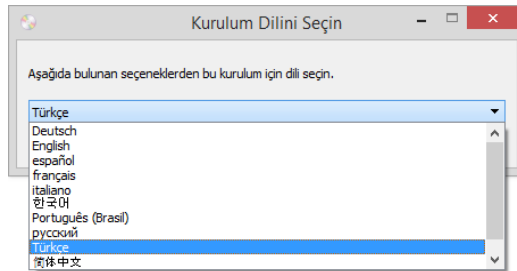 Kurulum Dilini Seçin
Aşağıda bulunan seçeneklerden bu kurulum için dili seçin.
Türkçe
Deutsch
English
español
français
italiano
한국어
Português (Brasil)
русский
Türkçe
简体中文